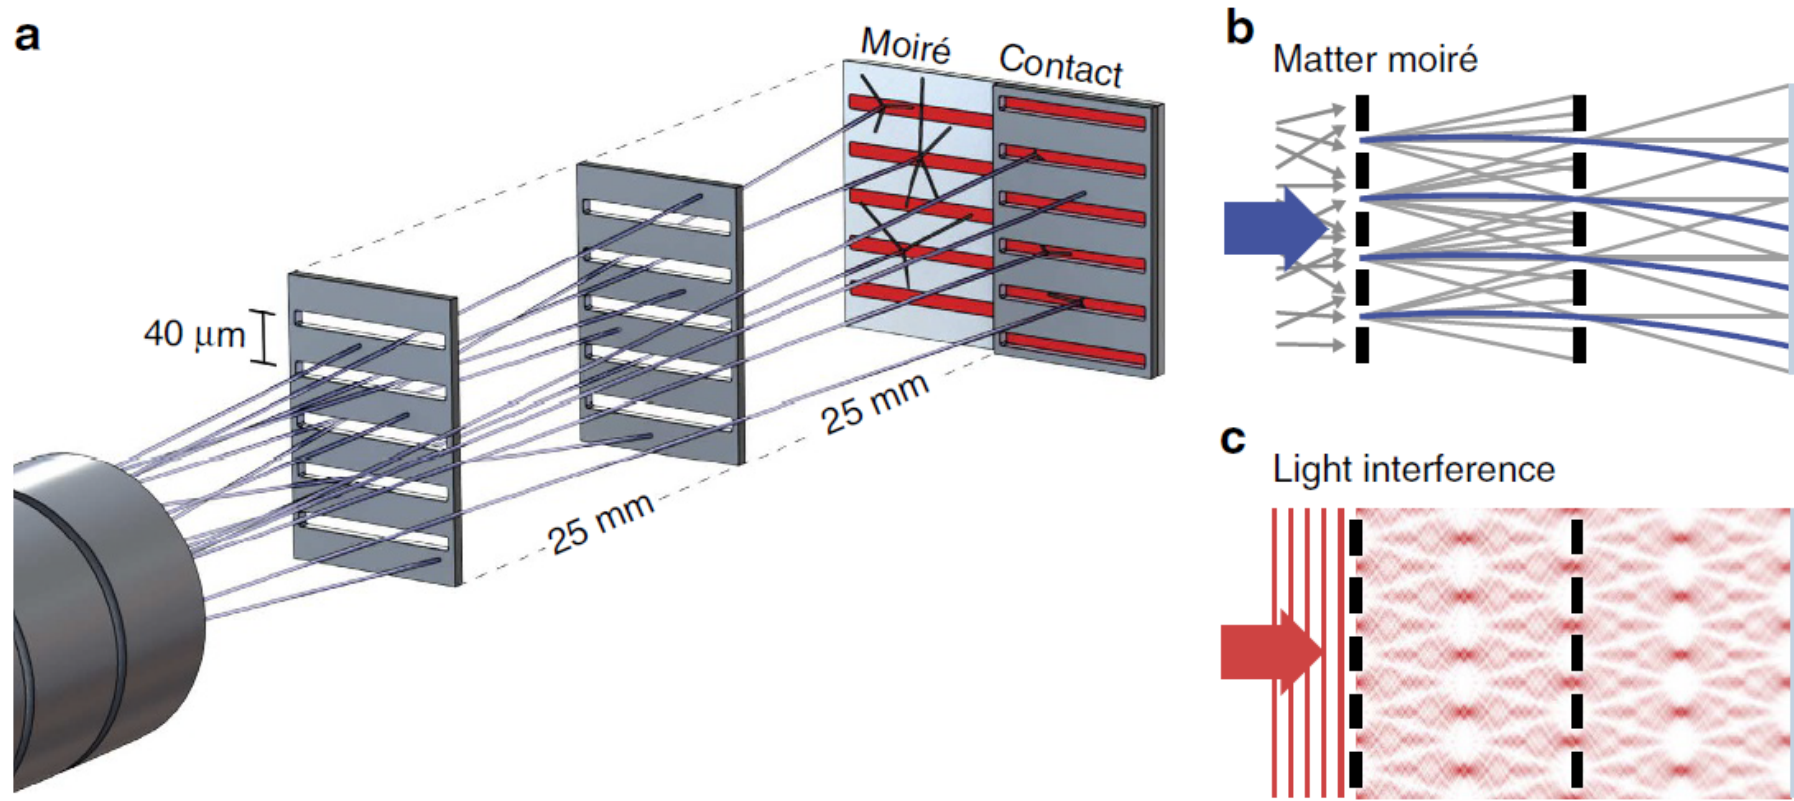 a
Moiré
Contact
40 μm
25 mm
25 mm
b
Matter moiré
c
Light interference